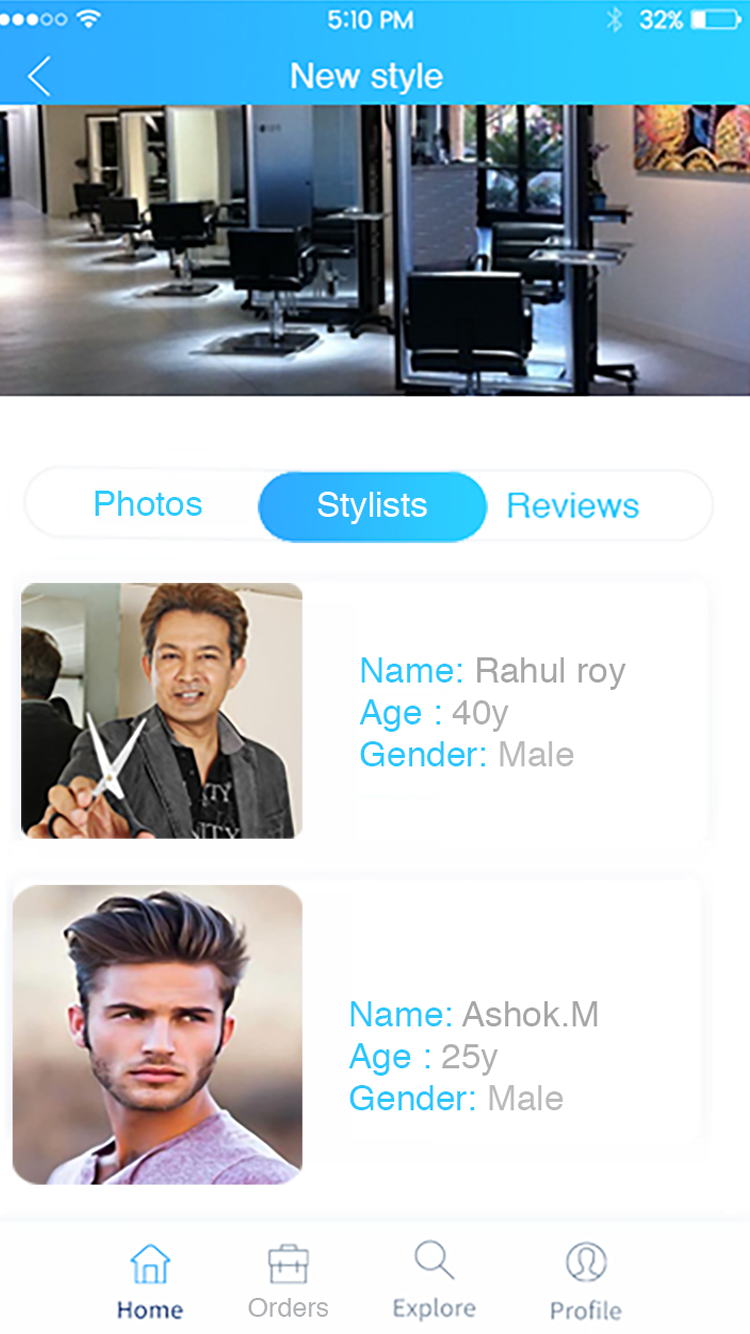 5:10 PM
32%
New style
Photos
Stylists
Reviews
Name: Rahul roy
Age : 40y
Gender: Male
Name: Ashok.M
Age : 25y
Gender: Male
Home
Orders
Explore
Profile